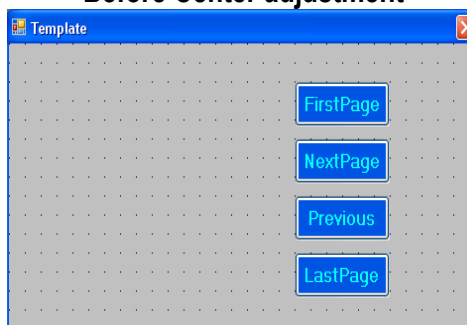 Before Center adjustment
Template
FirstPage
NextPage
Previous
LastPage